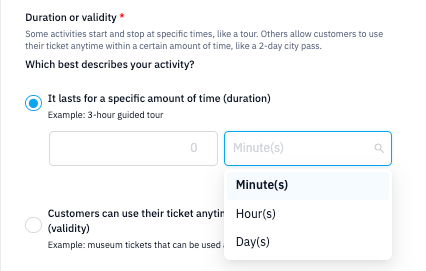 Duration or validity *
Some activities start and stop at specific times, like a tour. Others allow customers to use
their ticket anytime within a certain amount of time, like a 2-day city pass.
Which best describes your activity?
It lasts for a specific amount of time (duration)
Example: 3-hour guided tour
0 Minute(s)
Minute(s)
Hour(s)
Day(s)
Customers can use their ticket
(validity)
Example: museum tickets that can be used